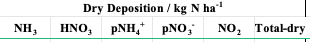 Dry Deposition / kg N ha⁻¹
NH₃ HNO₃ pNH₄⁺ pNO₃⁻ NO₂ Total-dry